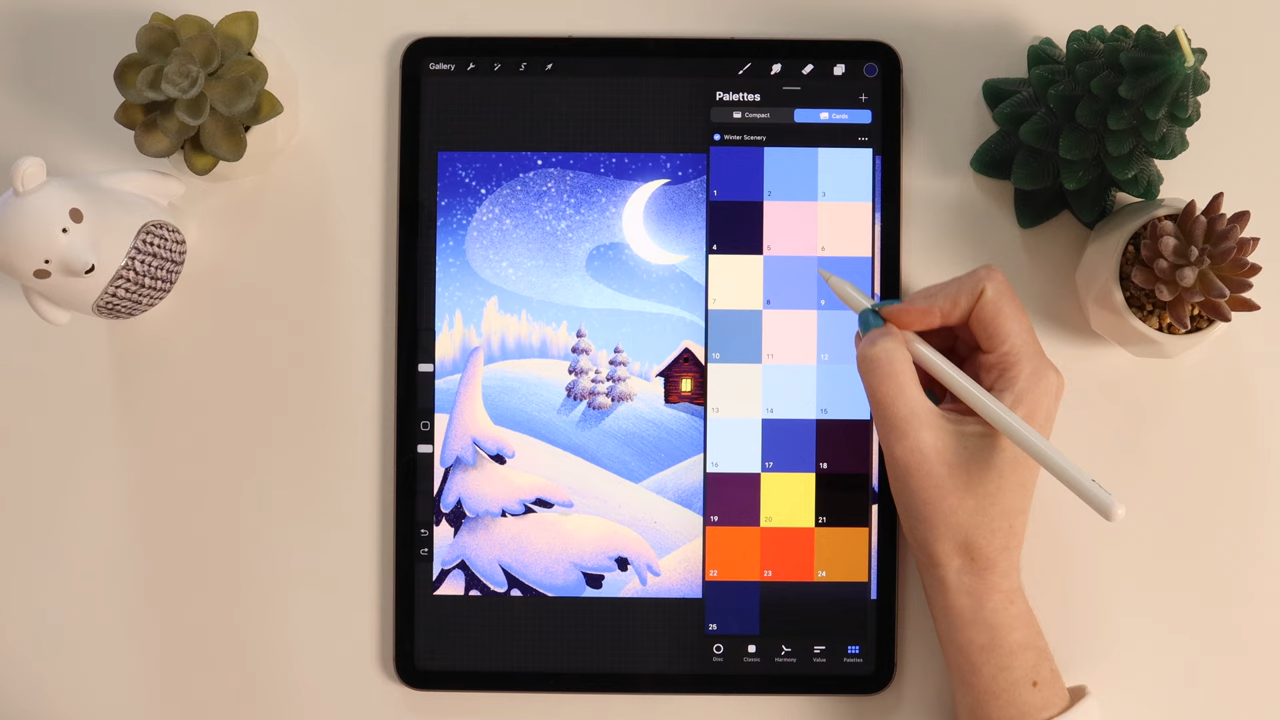 Gallery
Palettes
Compact
Cards
Winter Scenery
1 2 3
4 5 6
7 8 9
10 11 12
13 14 15
16 17 18
19 20 21
22 23 24
25
Disc Classic Harmony Value Palettes